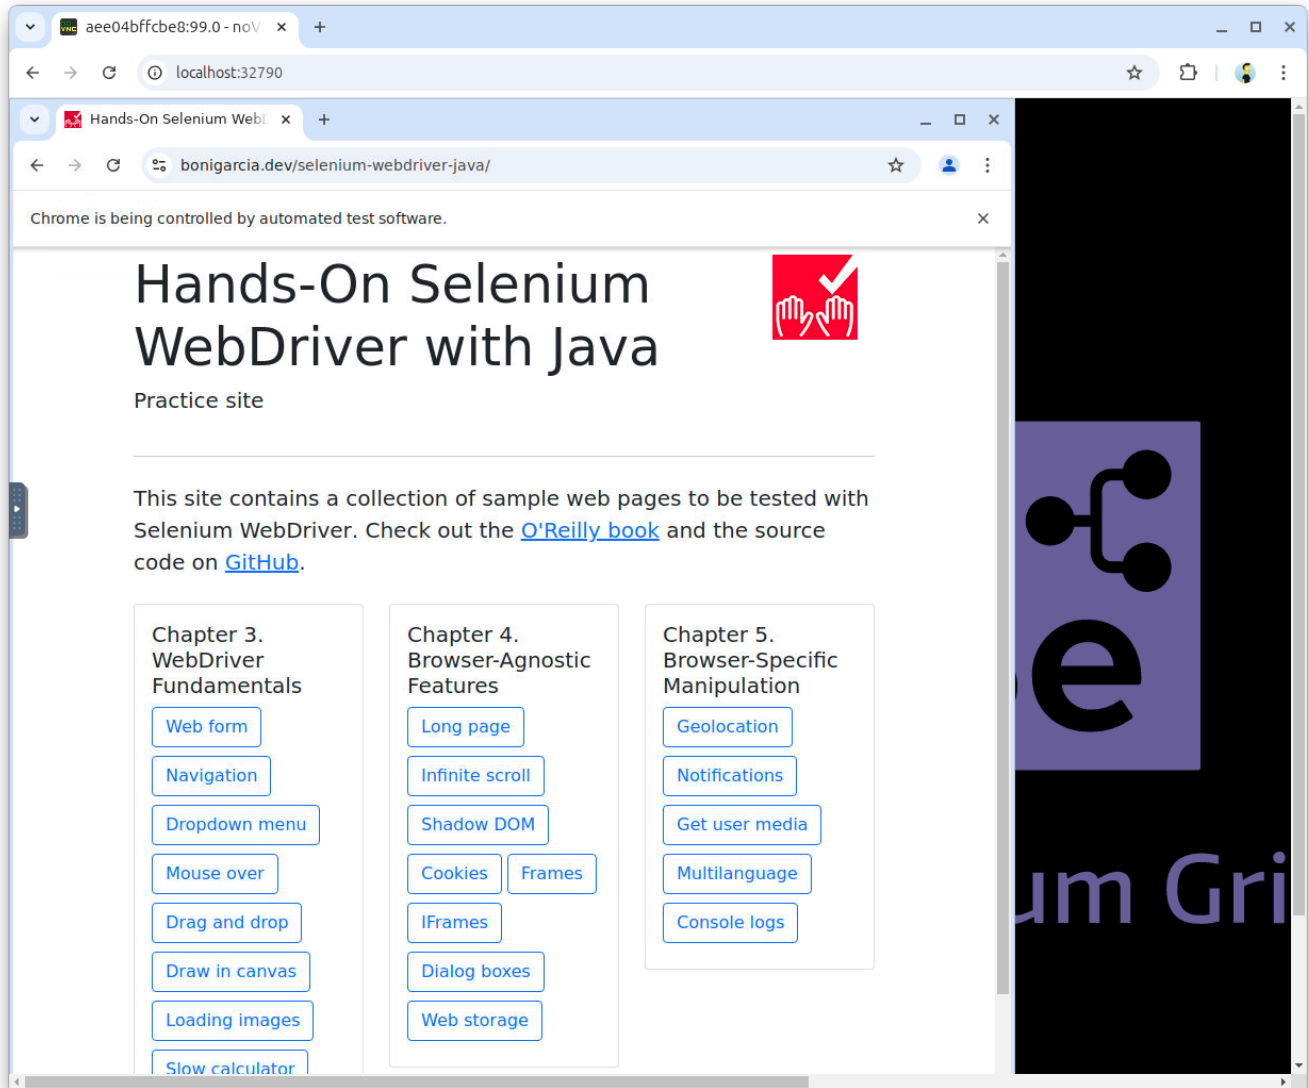 aee04bffcbe8:99.0 - noV
localhost:32790
Hands-On Selenium Web
bonigarcia.dev/selenium-webdriver-java/
Chrome is being controlled by automated test software.
Hands-On Selenium
WebDriver with Java
Practice site
This site contains a collection of sample web pages to be tested with
Selenium WebDriver. Check out the O'Reilly book and the source
code on GitHub.
Chapter 3.
WebDriver
Fundamentals
Web form
Navigation
Dropdown menu
Mouse over
Drag and drop
Draw in canvas
Loading images
Slow calculator
Chapter 4.
Browser-Agnostic
Features
Long page
Infinite scroll
Shadow DOM
Cookies Frames
IFrames
Dialog boxes
Web storage
Chapter 5.
Browser-Specific
Manipulation
Geolocation
Notifications
Get user media
Multilanguage
Console logs
e
um Gri